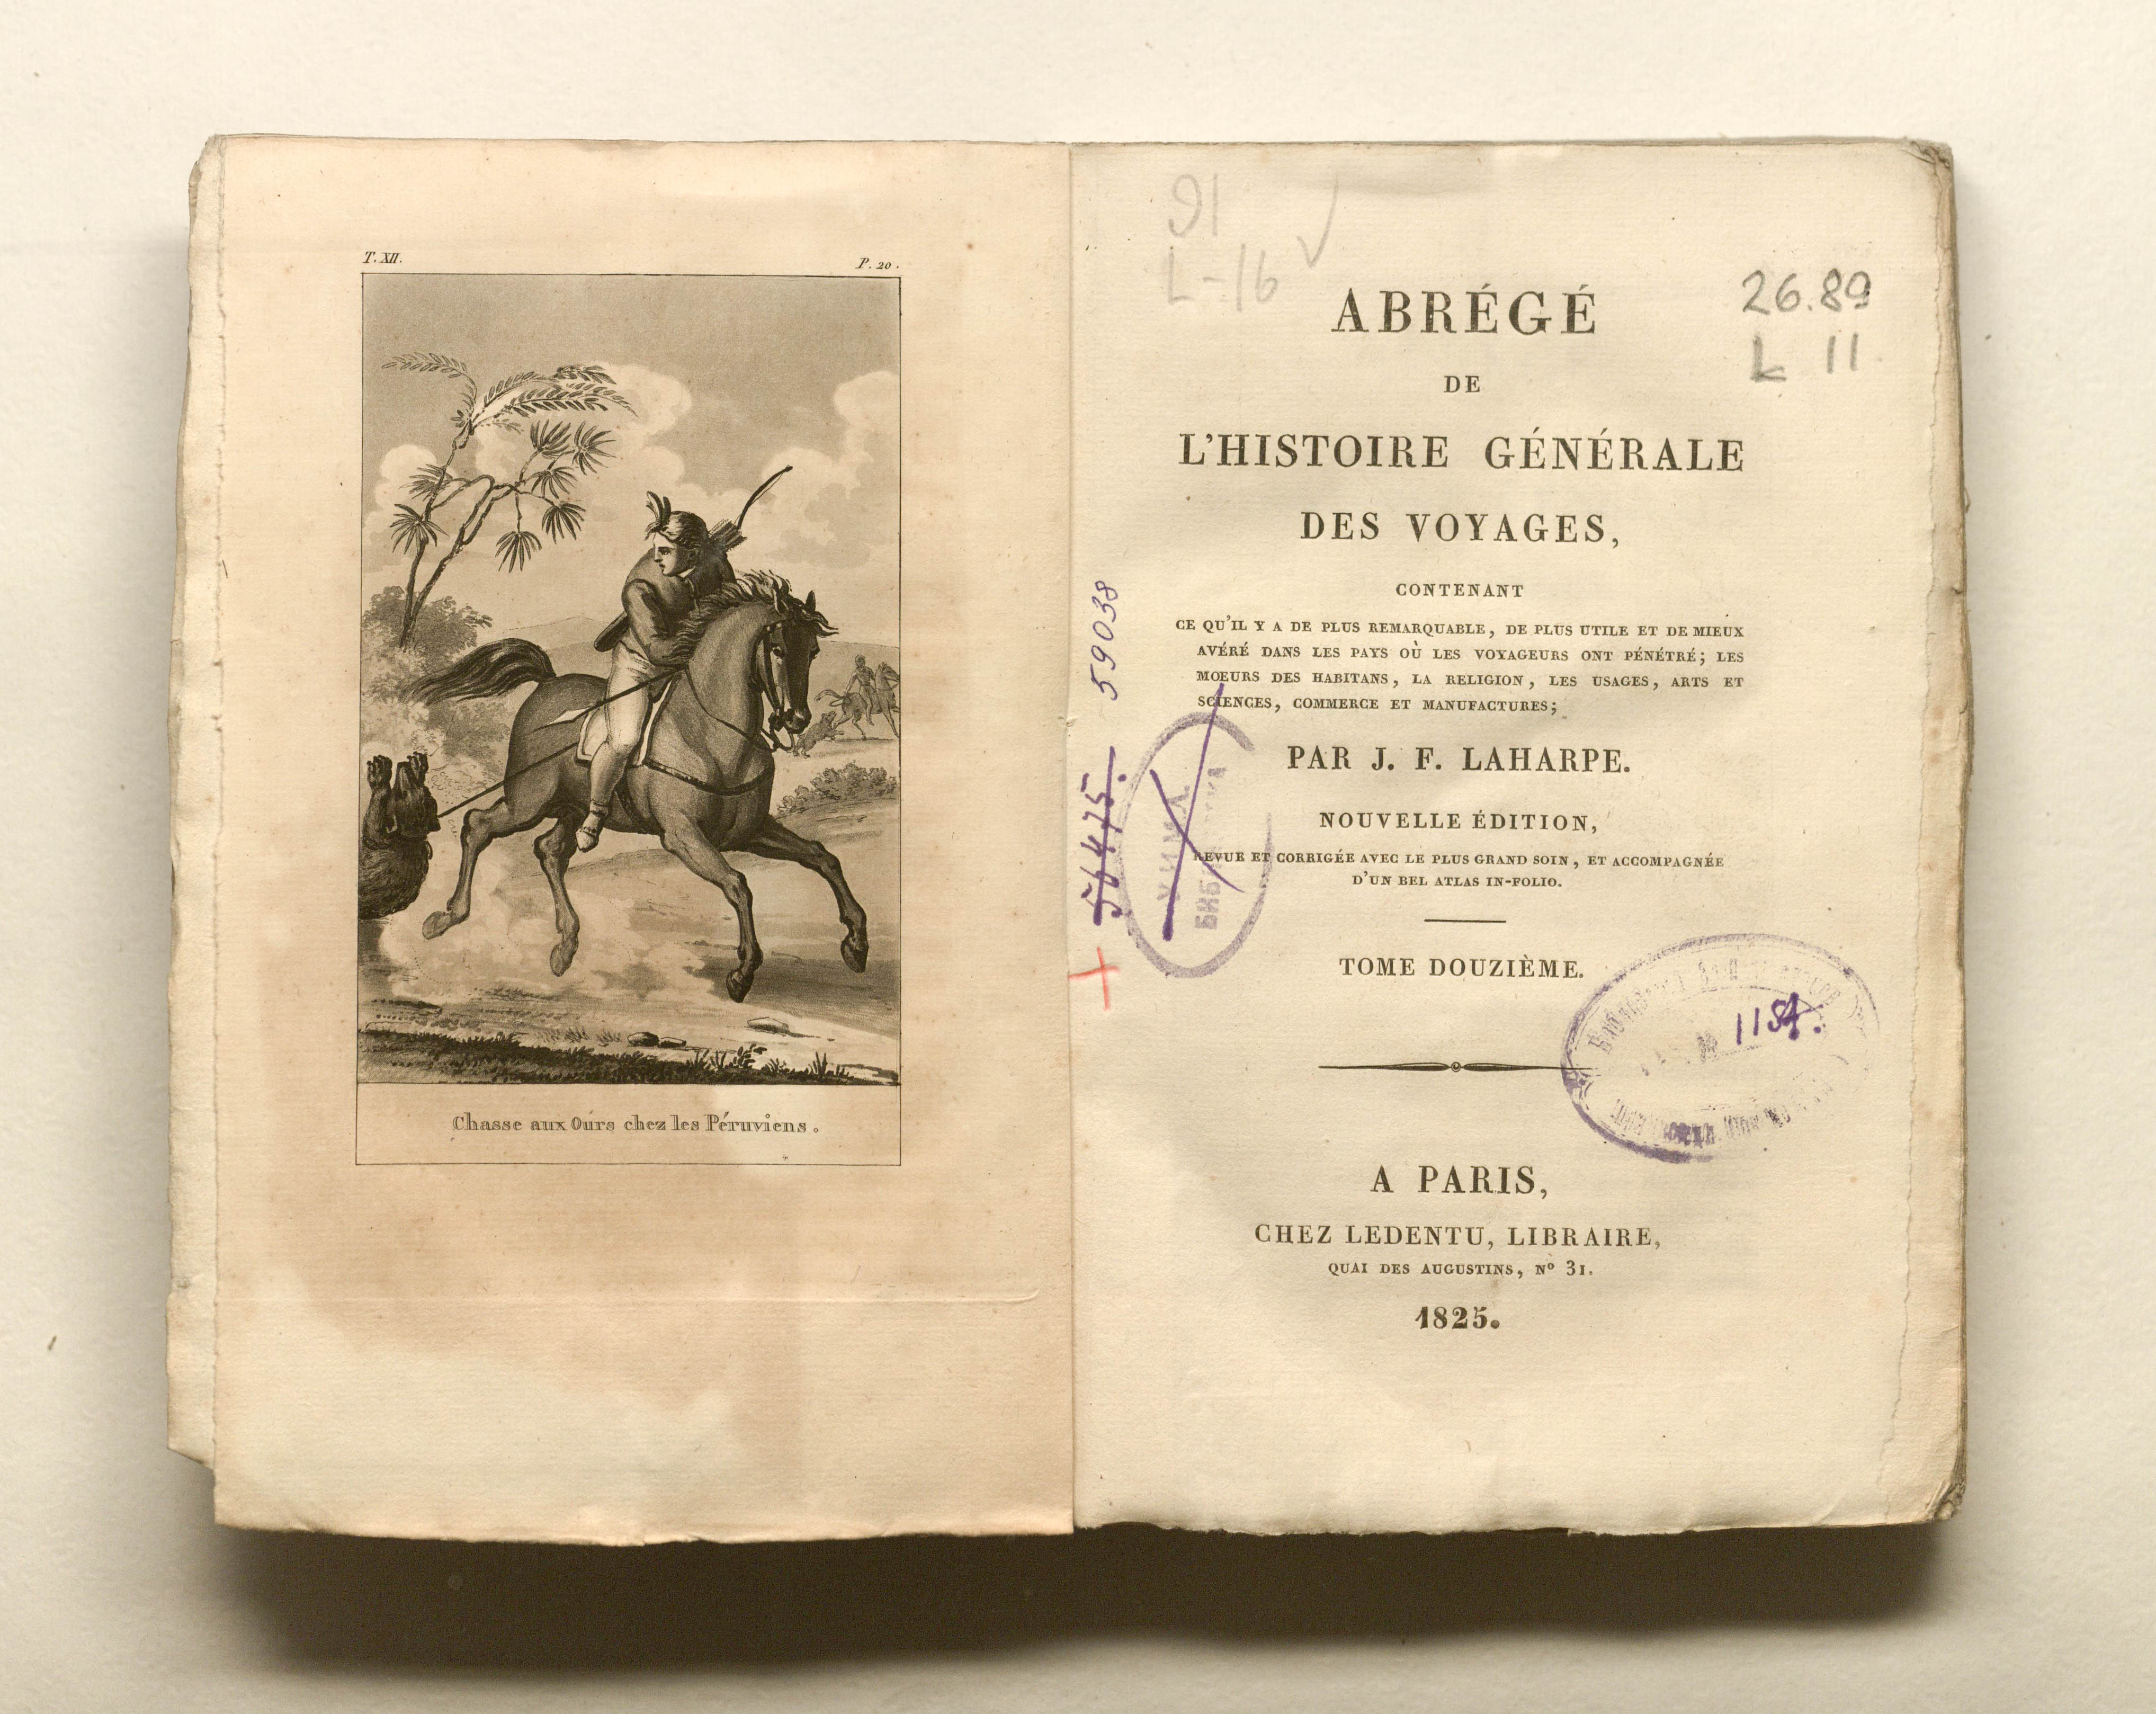 T. XII.
P. 20.
Chasse aux Ours chez les Péruviens.
91
L-16
26.89
L 11
ABRÉGÉ
DE
L'HISTOIRE GÉNÉRALE
DES VOYAGES,
CONTENANT
CE QU'IL Y A DE PLUS REMARQUABLE, DE PLUS UTILE ET DE MIEUX
AVÉRÉ DANS LES PAYS OÙ LES VOYAGEURS ONT PÉNÉTRÉ; LES
MŒURS DES HABITANS, LA RELIGION, LES USAGES, ARTS ET
SCIENCES, COMMERCE ET MANUFACTURES;
PAR J. F. LAHARPE.
NOUVELLE ÉDITION,
REVUE ET CORRIGÉE AVEC LE PLUS GRAND SOIN, ET ACCOMPAGNÉE
D'UN BEL ATLAS IN-FOLIO.
TOME DOUZIÈME.
A PARIS,
CHEZ LEDENTU, LIBRAIRE,
QUAI DES AUGUSTINS, Nº 31.
1825.
59038